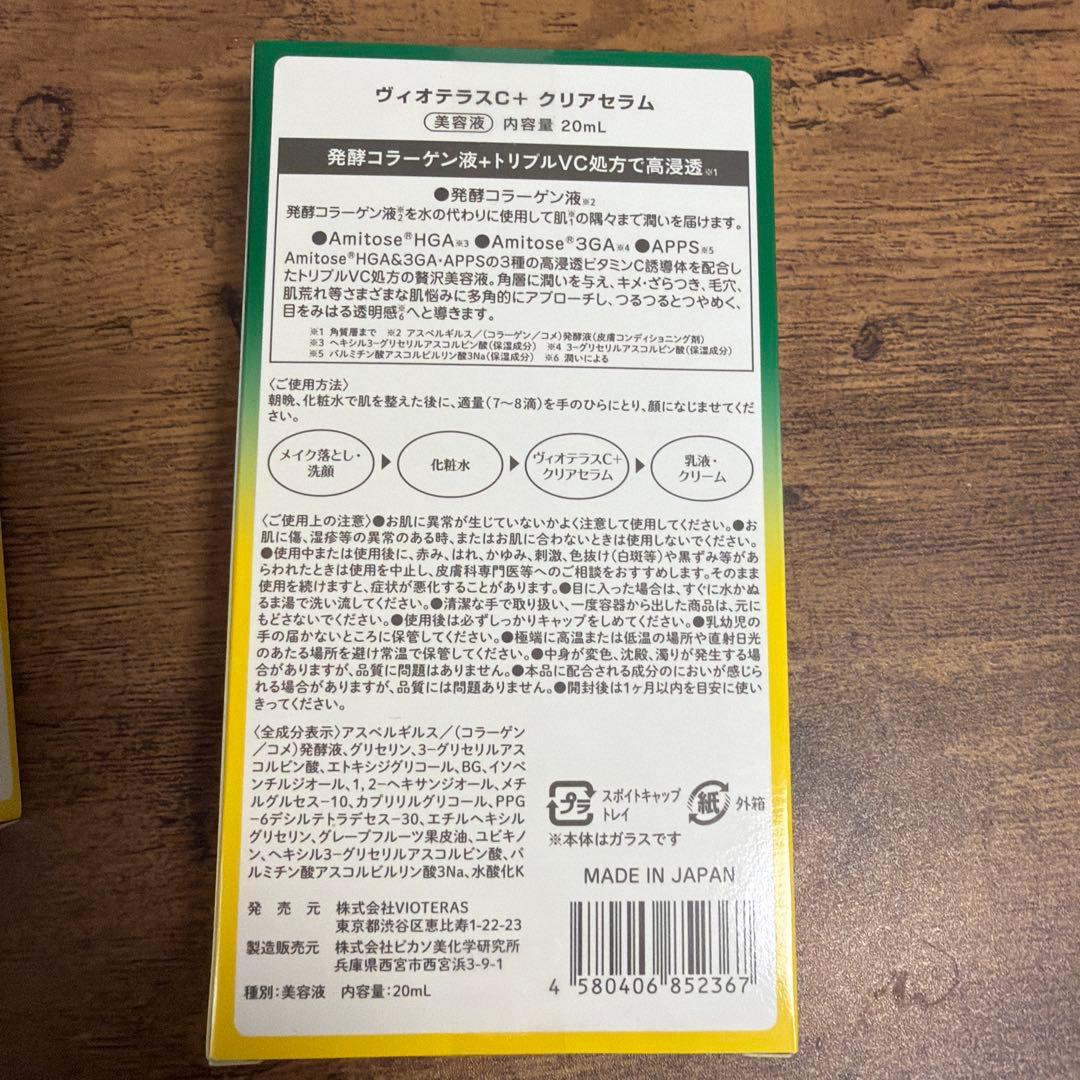 ヴィオテラスC+ クリアセラム
美容液 内容量 20mL
発酵コラーゲン液+トリプルVC処方で高浸透※1
●発酵コラーゲン液※2
発酵コラーゲン液※2を水の代わりに使用して肌※1の隅々まで潤いを届けます。
●Amitose®HGA※3 ●Amitose®3GA※4 ●APPS※5
Amitose®HGA&3GA・APPSの3種の高浸透ビタミンC誘導体を配合し
たトリプルVC処方の贅沢美容液。角層に潤いを与え、キメ・ざらつき、毛穴、
肌荒れ等さまざまな肌悩みに多角的にアプローチし、つるつるとつやめく、
目をみはる透明感※6へと導きます。
※1 角質層まで ※2 アスペルギルス/(コラーゲン/コメ)発酵液(皮膚コンディショニング剤)
※3 ヘキシル3-グリセリルアスコルビン酸(保湿成分) ※4 3-グリセリルアスコルビン酸(保湿成分)
※5 パルミチン酸アスコルビルリン酸3Na(保湿成分) ※6 潤いによる
〈ご使用方法〉
朝晩、化粧水で肌を整えた後に、適量(7〜8滴)を手のひらにとり、顔になじませてくだ
さい。
メイク落とし・洗顔 ▶ 化粧水 ▶ ヴィオテラスC+クリアセラム ▶ 乳液・クリーム
〈ご使用上の注意〉●お肌に異常が生じていないかよく注意して使用してください。●お
肌に傷、湿疹等の異常のある時、またはお肌に合わないときは使用しないでください。
●使用中または使用後に、赤み、はれ、かゆみ、刺激、色抜け(白斑等)や黒ずみ等があ
らわれたときは使用を中止し、皮膚科専門医等へのご相談をおすすめします。そのまま
使用を続けますと、症状が悪化することがあります。●目に入った場合は、すぐに水かぬ
るま湯で洗い流してください。●清潔な手で取り扱い、一度容器から出した商品は、元に
もどさないでください。●使用後は必ずしっかりキャップをしめてください。●乳幼児の
手の届かないところに保管してください。●極端に高温または低温の場所や直射日光
のあたる場所を避け常温で保管してください。●中身が変色、沈殿、濁りが発生する場
合がありますが、品質に問題はありません。●本品に配合される成分のにおいが感じら
れる場合がありますが、品質には問題ありません。●開封後は1ヶ月以内を目安に使い
きってください。
〈全成分表示〉アスペルギルス/(コラーゲン
/コメ)発酵液、グリセリン、3-グリセリルアス
コルビン酸、エトキシジグリコール、BG、イソペ
ンチルジオール、1,2-ヘキサンジオール、メチ
ルグルセス-10、カプリリルグリコール、PPG
-6デシルテトラデセス-30、エチルヘキシル
グリセリン、グレープフルーツ果皮油、ユビキノ
ン、ヘキシル3-グリセリルアスコルビン酸、パ
ルミチン酸アスコルビルリン酸3Na、水酸化K
プラ スポイトキャップ
トレイ
紙 外箱
※本体はガラスです
MADE IN JAPAN
発売元 株式会社VIOTERAS
東京都渋谷区恵比寿1-22-23
製造販売元 株式会社ピカソ美化学研究所
兵庫県西宮市西宮浜3-9-1
種別:美容液 内容量:20mL
4 580406 852367